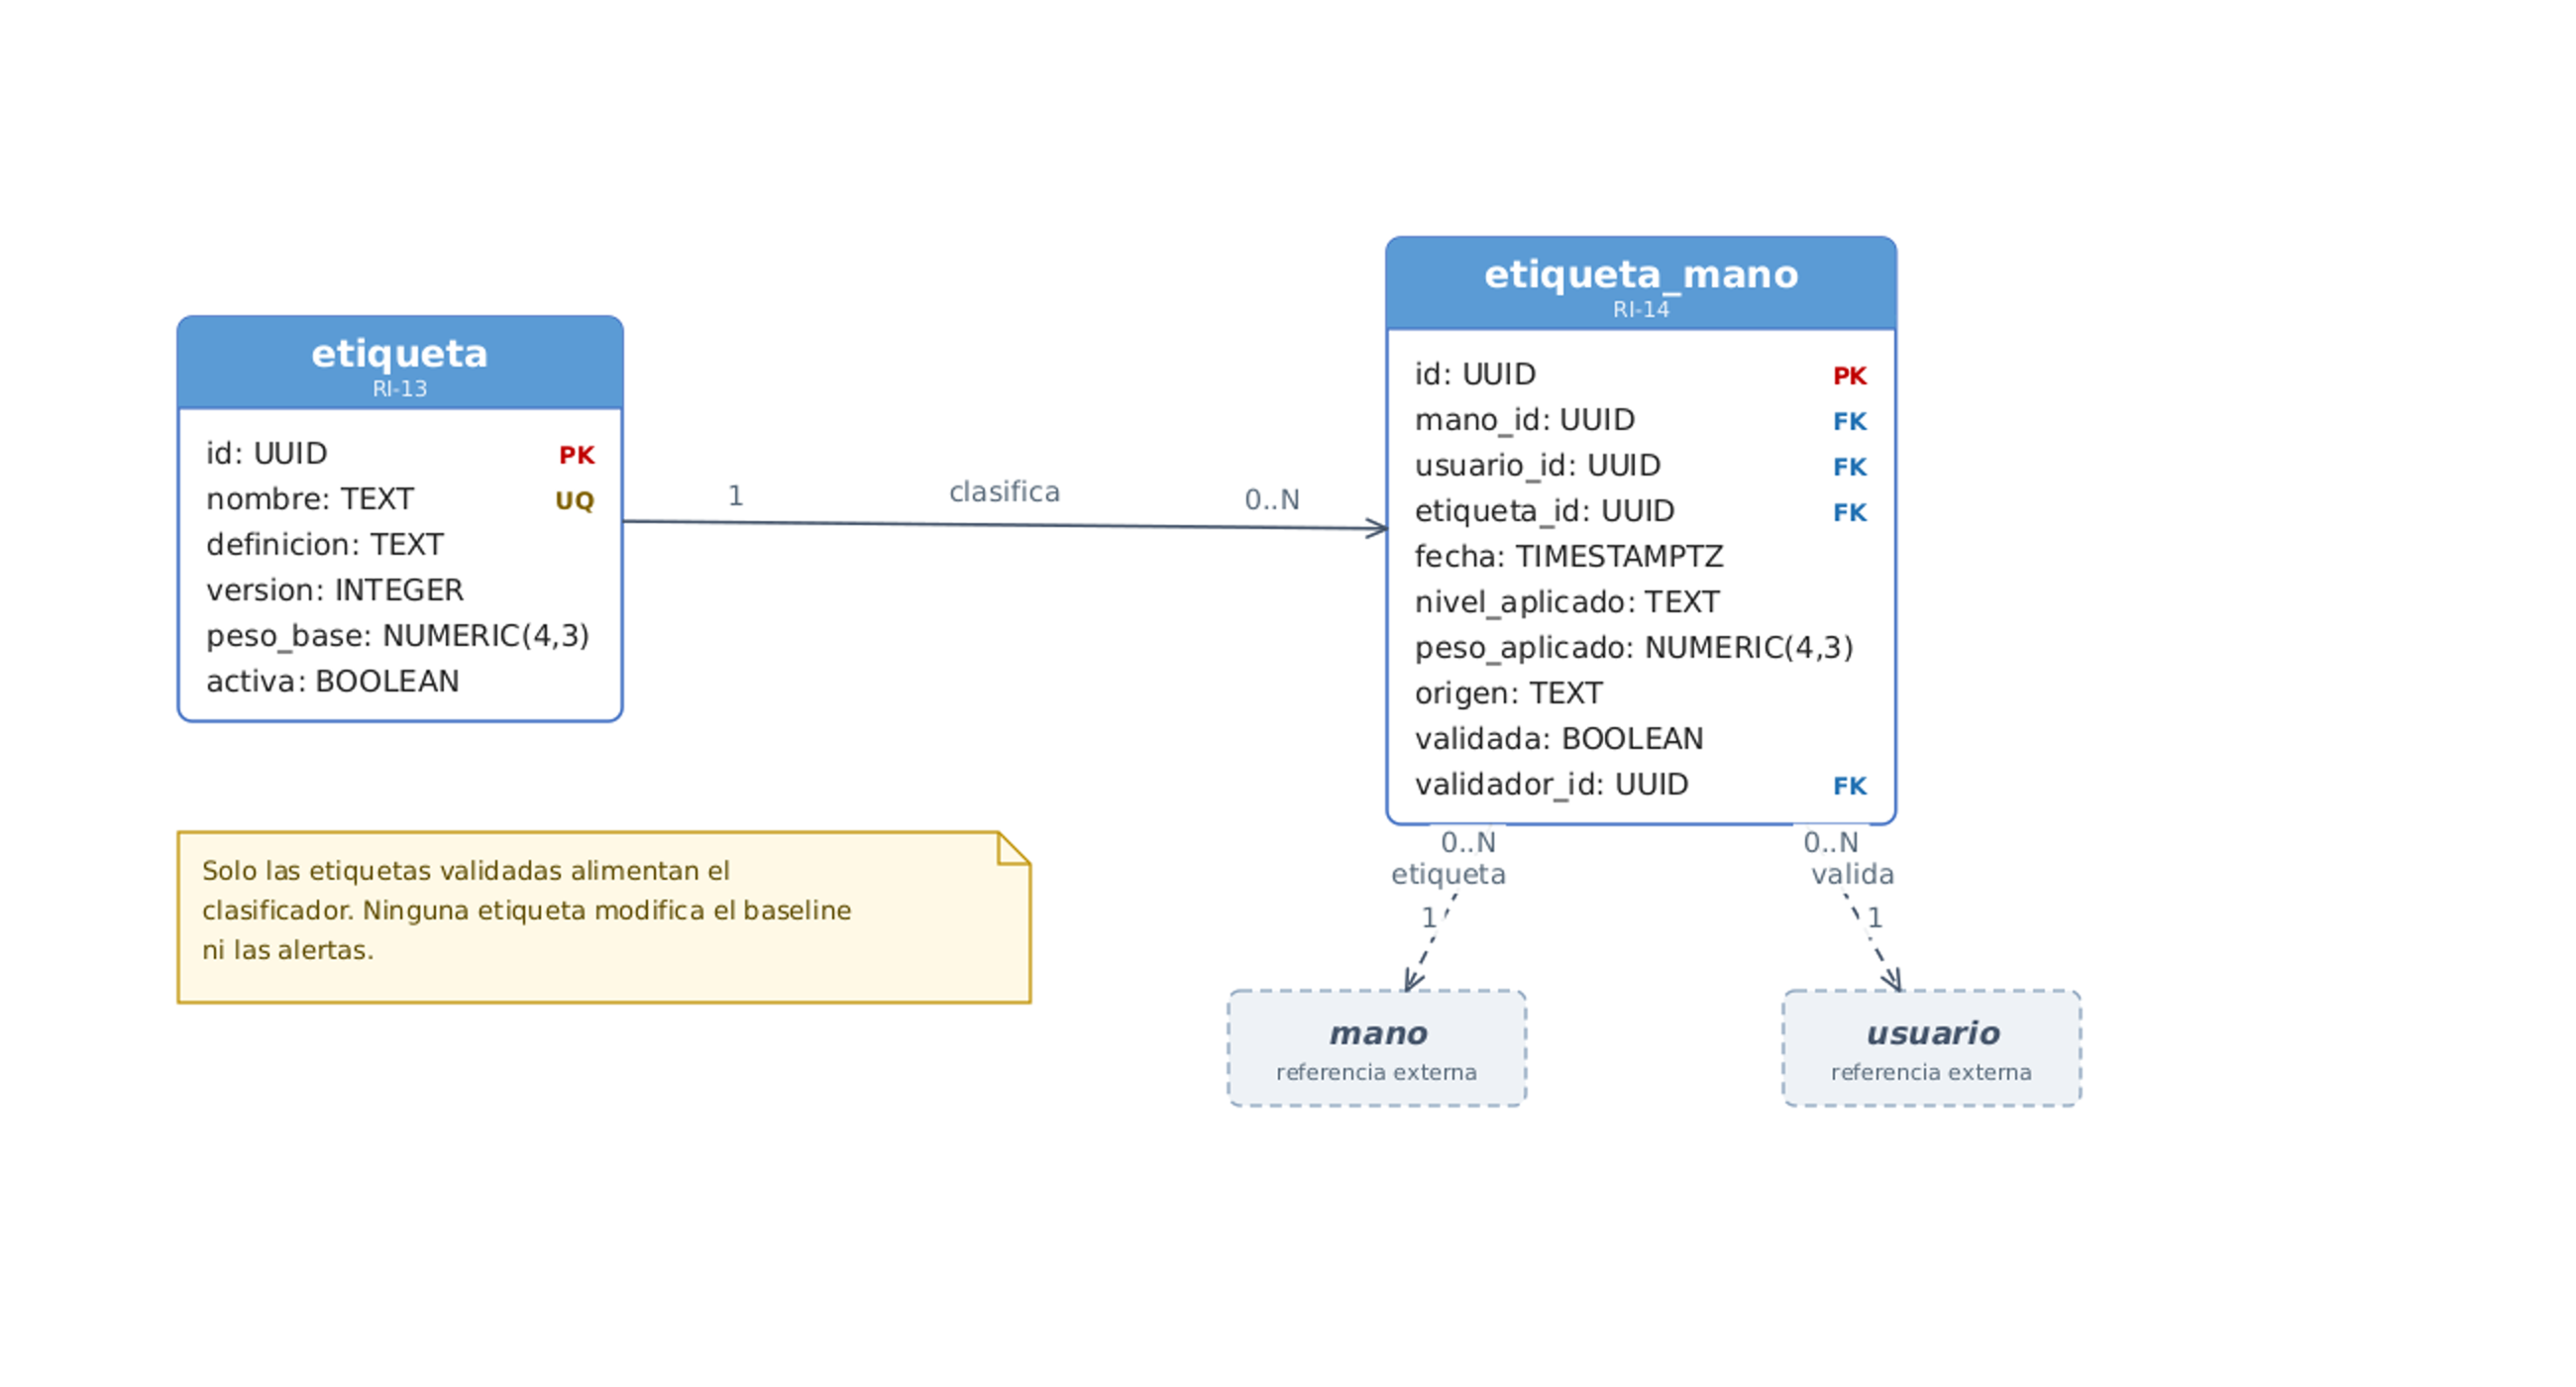 etiqueta
RI-13
id: UUID PK
nombre: TEXT UQ
definicion: TEXT
version: INTEGER
peso_base: NUMERIC(4,3)
activa: BOOLEAN
1 clasifica 0..N
etiqueta_mano
RI-14
id: UUID PK
mano_id: UUID FK
usuario_id: UUID FK
etiqueta_id: UUID FK
fecha: TIMESTAMPTZ
nivel_aplicado: TEXT
peso_aplicado: NUMERIC(4,3)
origen: TEXT
validada: BOOLEAN
validador_id: UUID FK
Solo las etiquetas validadas alimentan el
clasificador. Ninguna etiqueta modifica el baseline
ni las alertas.
0..N
etiqueta
1
mano
referencia externa
0..N
valida
1
usuario
referencia externa